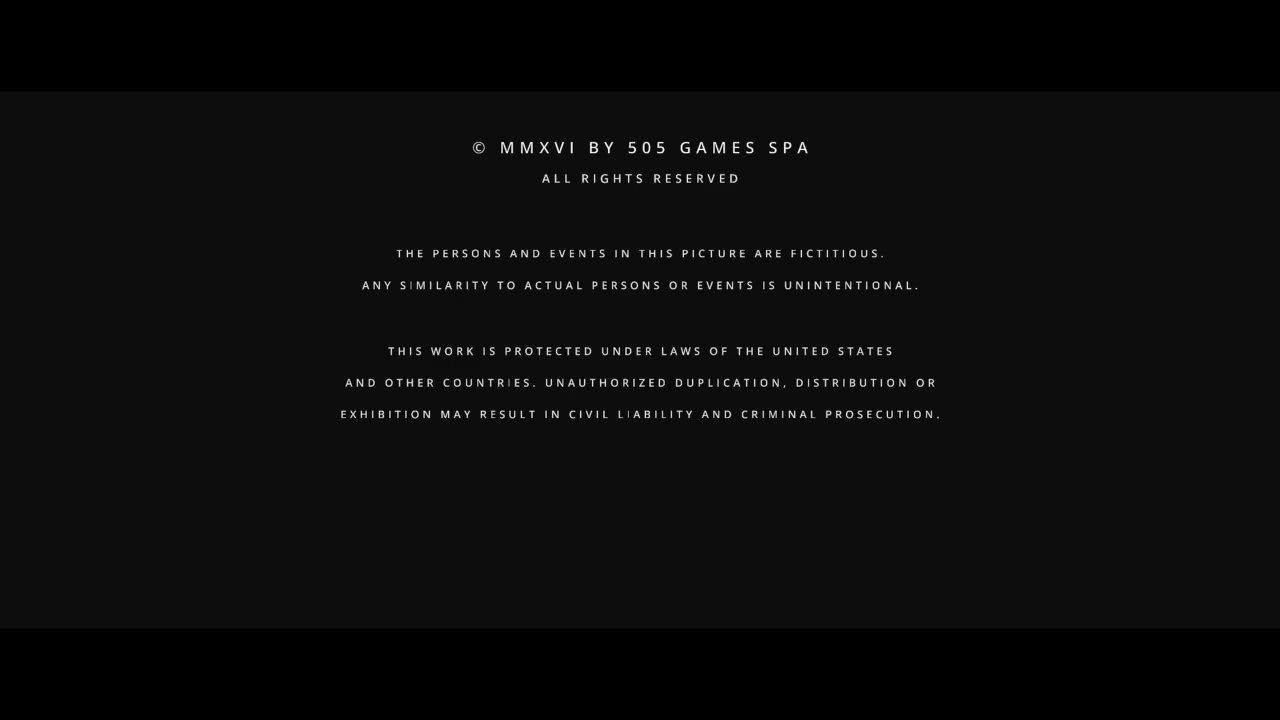 © MMXVI BY 505 GAMES SPA
ALL RIGHTS RESERVED
THE PERSONS AND EVENTS IN THIS PICTURE ARE FICTITIOUS.
ANY SIMILARITY TO ACTUAL PERSONS OR EVENTS IS UNINTENTIONAL.
THIS WORK IS PROTECTED UNDER LAWS OF THE UNITED STATES
AND OTHER COUNTRIES. UNAUTHORIZED DUPLICATION, DISTRIBUTION OR
EXHIBITION MAY RESULT IN CIVIL LIABILITY AND CRIMINAL PROSECUTION.